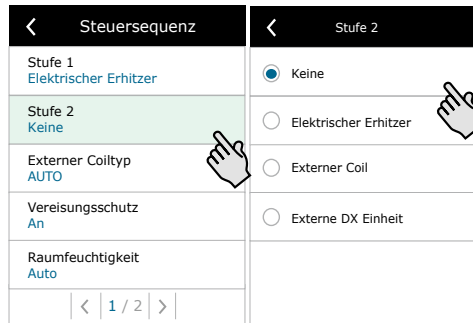 Steuersequenz
Stufe 1
Elektrischer Erhitzer
Stufe 2
Keine
Externer Coiltyp
AUTO
Vereisungsschutz
An
Raumfeuchtigkeit
Auto
1 / 2
Stufe 2
Keine
Elektrischer Erhitzer
Externer Coil
Externe DX Einheit